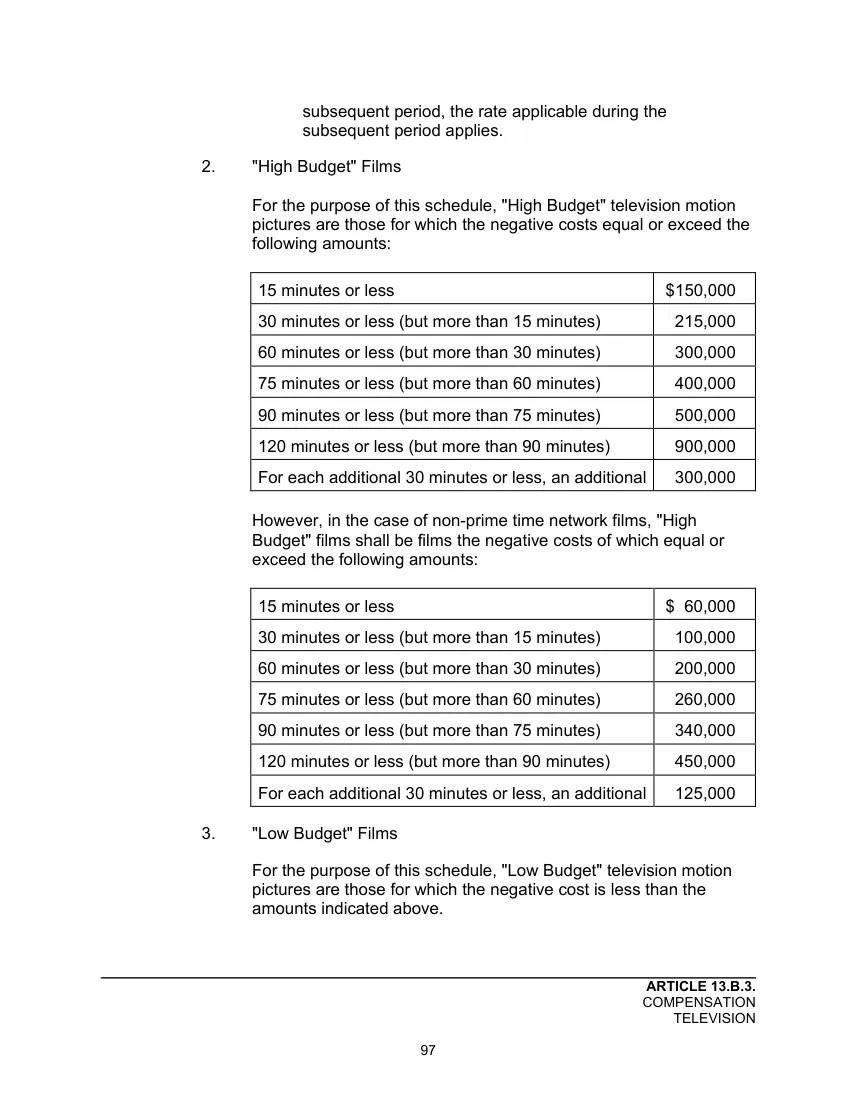 subsequent period, the rate applicable during the
subsequent period applies.
2. "High Budget" Films
For the purpose of this schedule, "High Budget" television motion
pictures are those for which the negative costs equal or exceed the
following amounts:
15 minutes or less $150,000
30 minutes or less (but more than 15 minutes) 215,000
60 minutes or less (but more than 30 minutes) 300,000
75 minutes or less (but more than 60 minutes) 400,000
90 minutes or less (but more than 75 minutes) 500,000
120 minutes or less (but more than 90 minutes) 900,000
For each additional 30 minutes or less, an additional 300,000
However, in the case of non-prime time network films, "High
Budget" films shall be films the negative costs of which equal or
exceed the following amounts:
15 minutes or less $ 60,000
30 minutes or less (but more than 15 minutes) 100,000
60 minutes or less (but more than 30 minutes) 200,000
75 minutes or less (but more than 60 minutes) 260,000
90 minutes or less (but more than 75 minutes) 340,000
120 minutes or less (but more than 90 minutes) 450,000
For each additional 30 minutes or less, an additional 125,000
3. "Low Budget" Films
For the purpose of this schedule, "Low Budget" television motion
pictures are those for which the negative cost is less than the
amounts indicated above.
ARTICLE 13.B.3.
COMPENSATION
TELEVISION
97